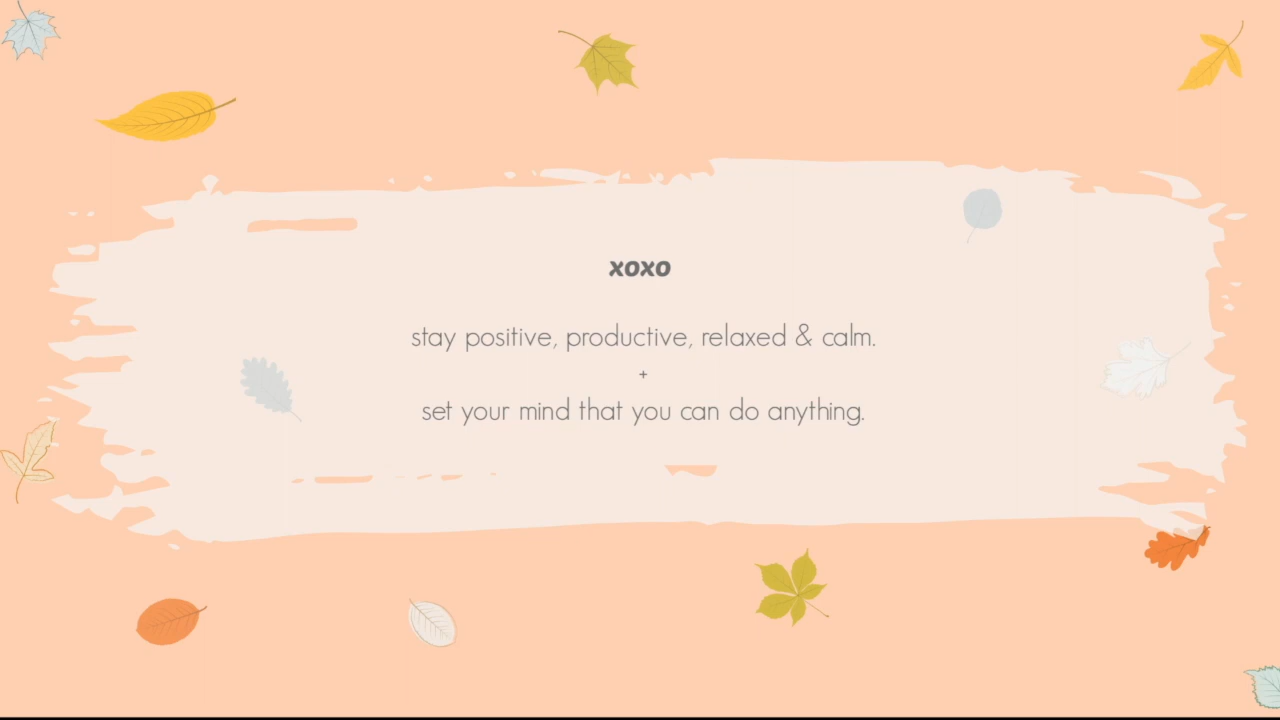 xoxo
stay positive, productive, relaxed & calm.
+
set your mind that you can do anything.